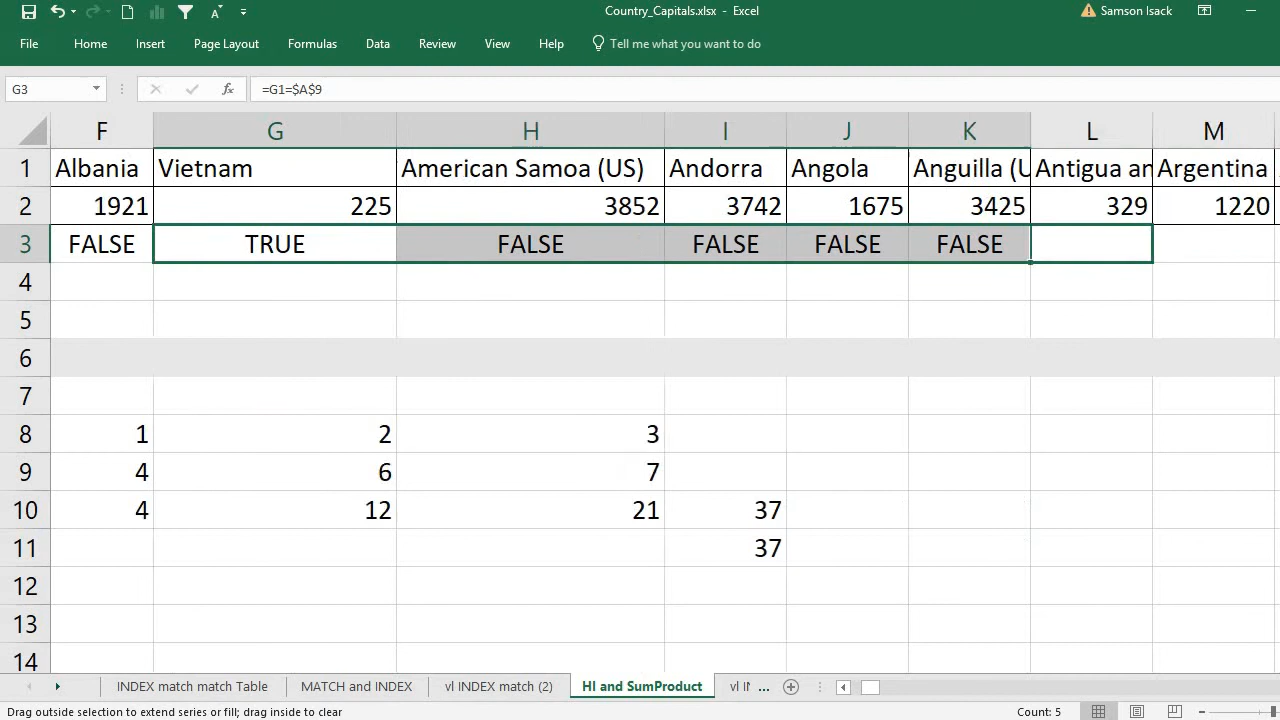 Country_Capitals.xlsx - Excel
Samson Isack
File Home Insert Page Layout Formulas Data Review View Help Tell me what you want to do
G3 fx =G1=$A$9
F G H I J K L M
1 Albania Vietnam American Samoa (US) Andorra Angola Anguilla (U Antigua an Argentina
2 1921 225 3852 3742 1675 3425 329 1220
3 FALSE TRUE FALSE FALSE FALSE FALSE
4
5
6
7
8 1 2 3
9 4 6 7
10 4 12 21 37
11 37
12
13
14
INDEX match match Table MATCH and INDEX vl INDEX match (2) HI and SumProduct vl IN ...
Drag outside selection to extend series or fill; drag inside to clear Count: 5